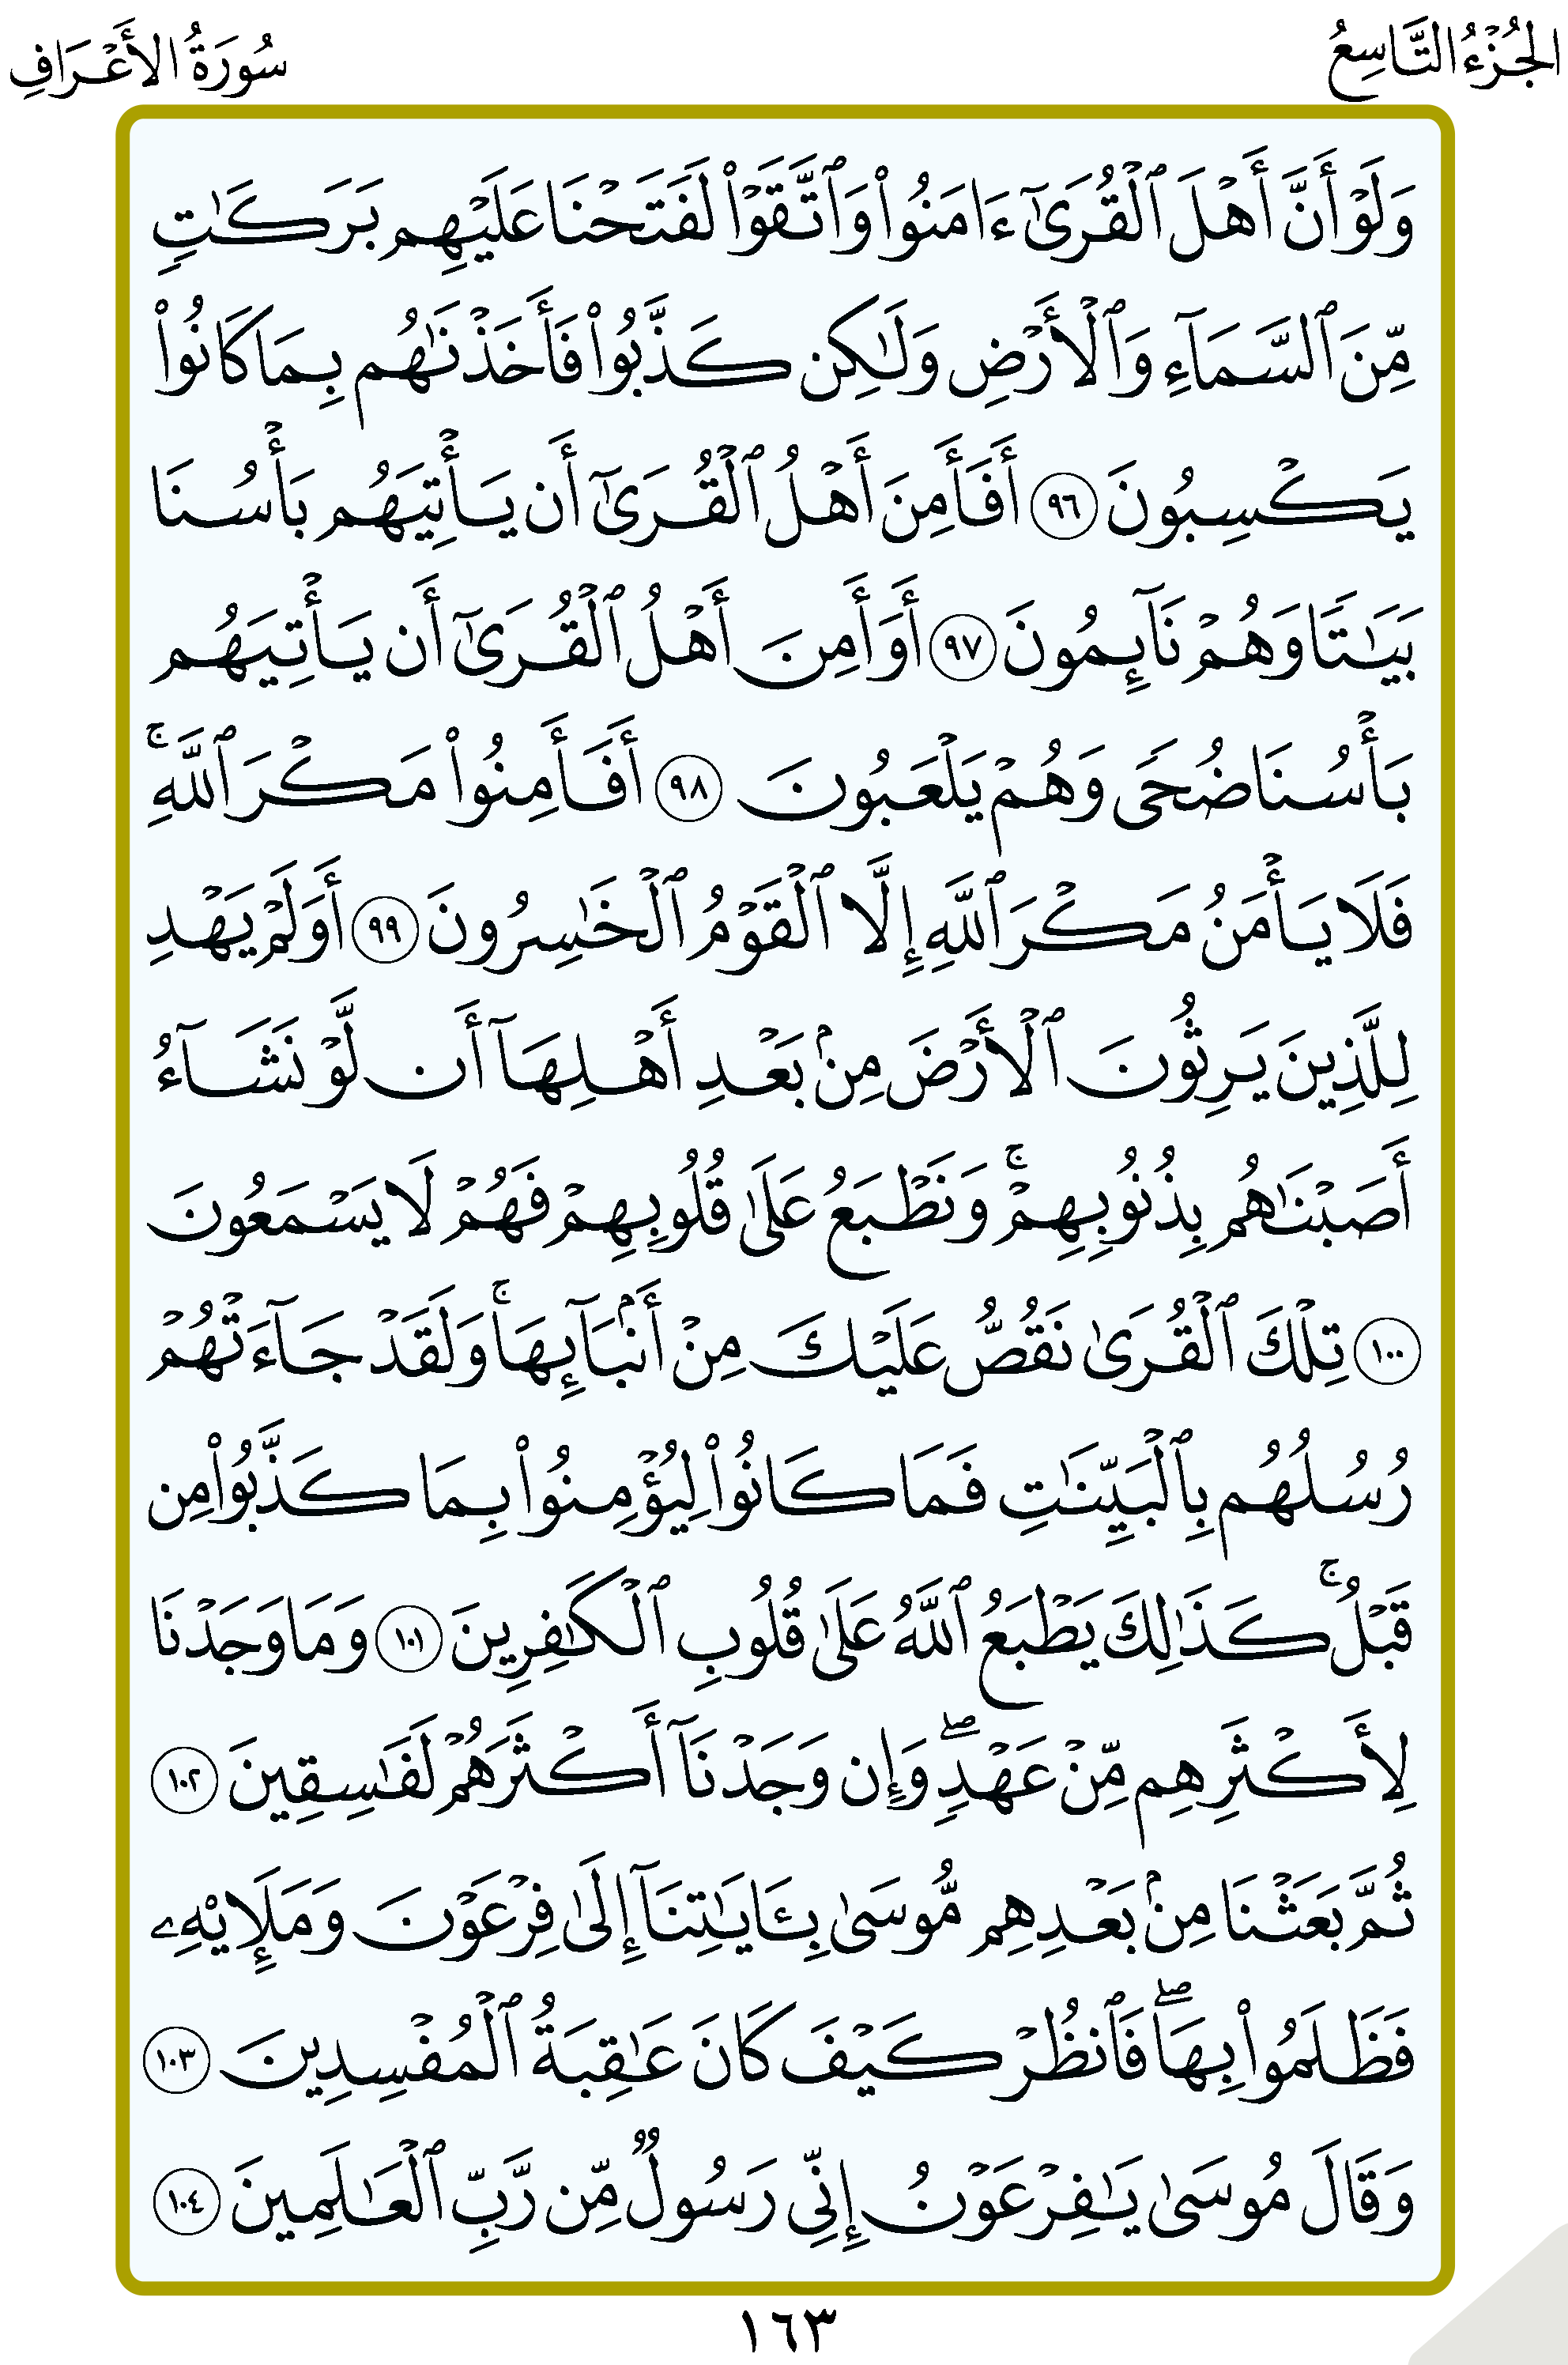 الجُزْءُ التَّاسِعُ
سُورَةُ الأَعْرَافِ
وَلَوْ أَنَّ أَهْلَ ٱلْقُرَىٰٓ ءَامَنُوا۟ وَٱتَّقَوْا۟ لَفَتَحْنَا عَلَيْهِم بَرَكَـٰتٍ
مِّنَ ٱلسَّمَآءِ وَٱلْأَرْضِ وَلَـٰكِن كَذَّبُوا۟ فَأَخَذْنَـٰهُم بِمَا كَانُوا۟
يَكْسِبُونَ ٩٦ أَفَأَمِنَ أَهْلُ ٱلْقُرَىٰٓ أَن يَأْتِيَهُم بَأْسُنَا
بَيَـٰتًا وَهُمْ نَآئِمُونَ ٩٧ أَوَأَمِنَ أَهْلُ ٱلْقُرَىٰٓ أَن يَأْتِيَهُم
بَأْسُنَا ضُحًى وَهُمْ يَلْعَبُونَ ٩٨ أَفَأَمِنُوا۟ مَكْرَ ٱللَّهِ ۚ
فَلَا يَأْمَنُ مَكْرَ ٱللَّهِ إِلَّا ٱلْقَوْمُ ٱلْخَـٰسِرُونَ ٩٩ أَوَلَمْ يَهْدِ
لِلَّذِينَ يَرِثُونَ ٱلْأَرْضَ مِنۢ بَعْدِ أَهْلِهَآ أَن لَّوْ نَشَآءُ
أَصَبْنَـٰهُم بِذُنُوبِهِمْ ۚ وَنَطْبَعُ عَلَىٰ قُلُوبِهِمْ فَهُمْ لَا يَسْمَعُونَ
١٠٠ تِلْكَ ٱلْقُرَىٰ نَقُصُّ عَلَيْكَ مِنْ أَنۢبَآئِهَا ۚ وَلَقَدْ جَآءَتْهُمْ
رُسُلُهُم بِٱلْبَيِّنَـٰتِ فَمَا كَانُوا۟ لِيُؤْمِنُوا۟ بِمَا كَذَّبُوا۟ مِن
قَبْلُ ۚ كَذَٰلِكَ يَطْبَعُ ٱللَّهُ عَلَىٰ قُلُوبِ ٱلْكَـٰفِرِينَ ١٠١ وَمَا وَجَدْنَا
لِأَكْثَرِهِم مِّنْ عَهْدٍ ۖ وَإِن وَجَدْنَآ أَكْثَرَهُمْ لَفَـٰسِقِينَ ١٠٢
ثُمَّ بَعَثْنَا مِنۢ بَعْدِهِم مُّوسَىٰ بِـَٔايَـٰتِنَآ إِلَىٰ فِرْعَوْنَ وَمَلَإِي۟هِۦ
فَظَلَمُوا۟ بِهَا ۖ فَٱنظُرْ كَيْفَ كَانَ عَـٰقِبَةُ ٱلْمُفْسِدِينَ ١٠٣
وَقَالَ مُوسَىٰ يَـٰفِرْعَوْنُ إِنِّى رَسُولٌ مِّن رَّبِّ ٱلْعَـٰلَمِينَ ١٠٤
١٦٣